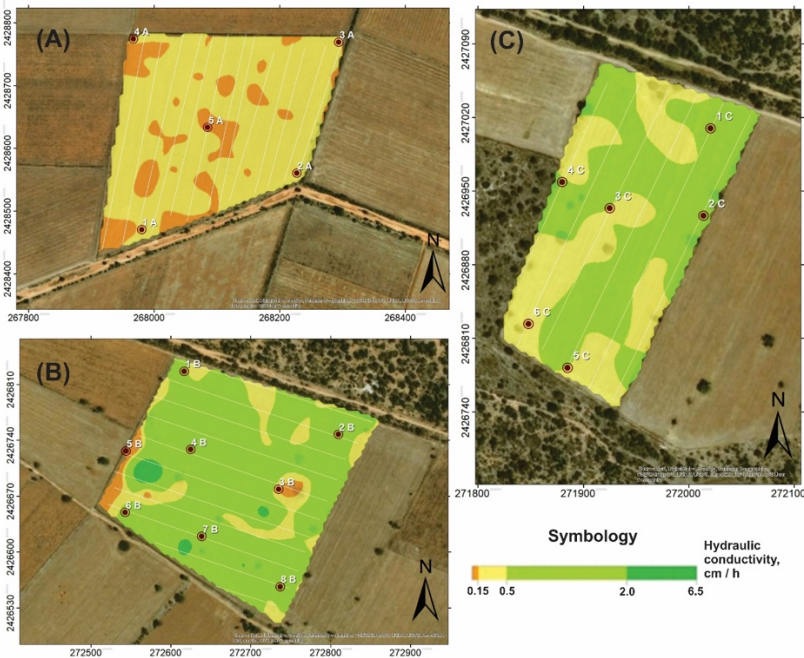 (A)
2428800
2428700
2428600
2428500
2428400
4 A
3 A
5 A
2 A
1 A
N
267800
268000
268200
268400
(B)
2426810
2426740
2426670
2426600
2426530
1 B
2 B
5 B
4 B
3 B
6 B
7 B
8 B
N
272500
272600
272700
272800
272900
(C)
2427090
2427020
2426950
2426880
2426810
2426740
1 C
4 C
3 C
2 C
6 C
5 C
N
271800
271900
272000
272100
Symbology
Hydraulic
conductivity,
cm / h
0.15 0.5 2.0 6.5